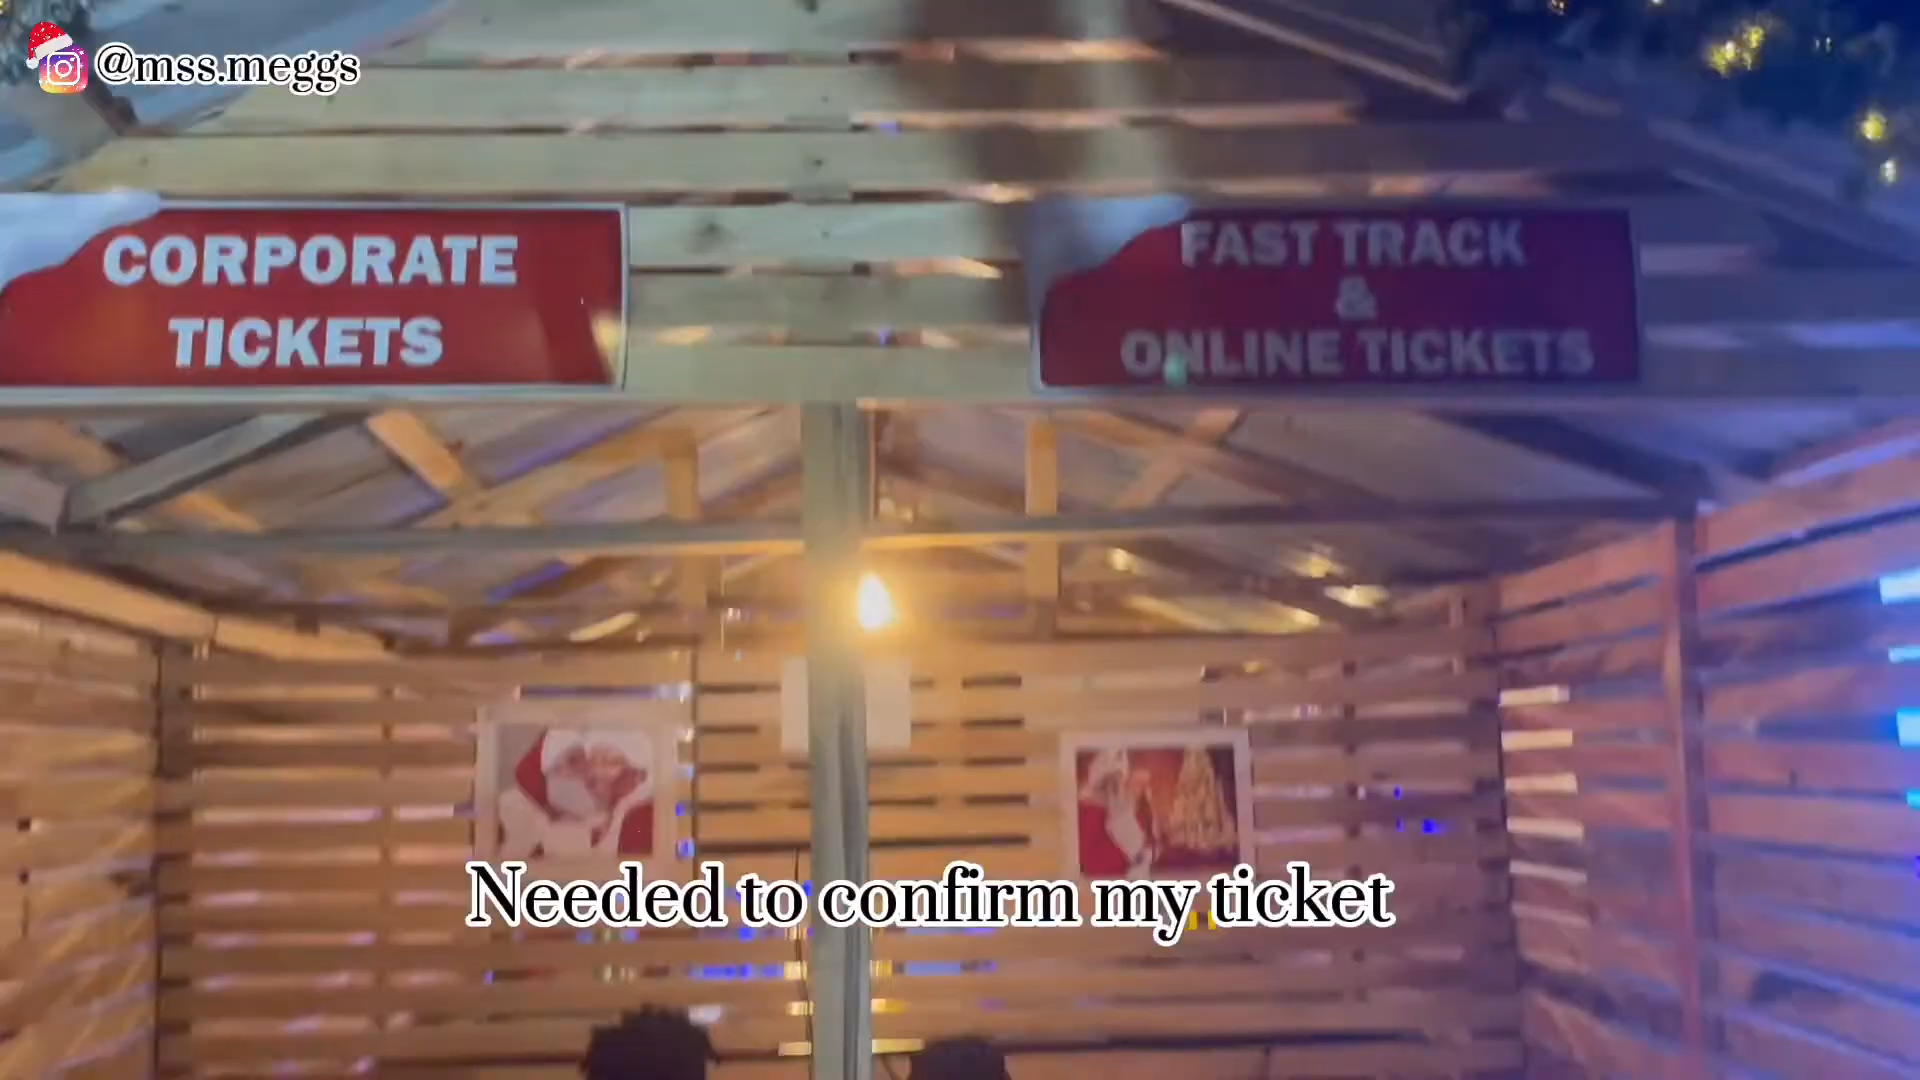 @mss.meggs
CORPORATE
TICKETS
FAST TRACK
&
ONLINE TICKETS
Needed to confirm my ticket